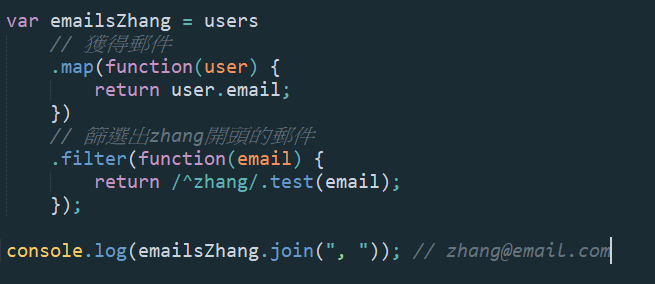 var emailsZhang = users
// 獲得郵件
.map(function(user) {
return user.email;
})
// 篩選出zhang開頭的郵件
.filter(function(email) {
return /^zhang/.test(email);
});
console.log(emailsZhang.join(", ")); // zhang@email.com